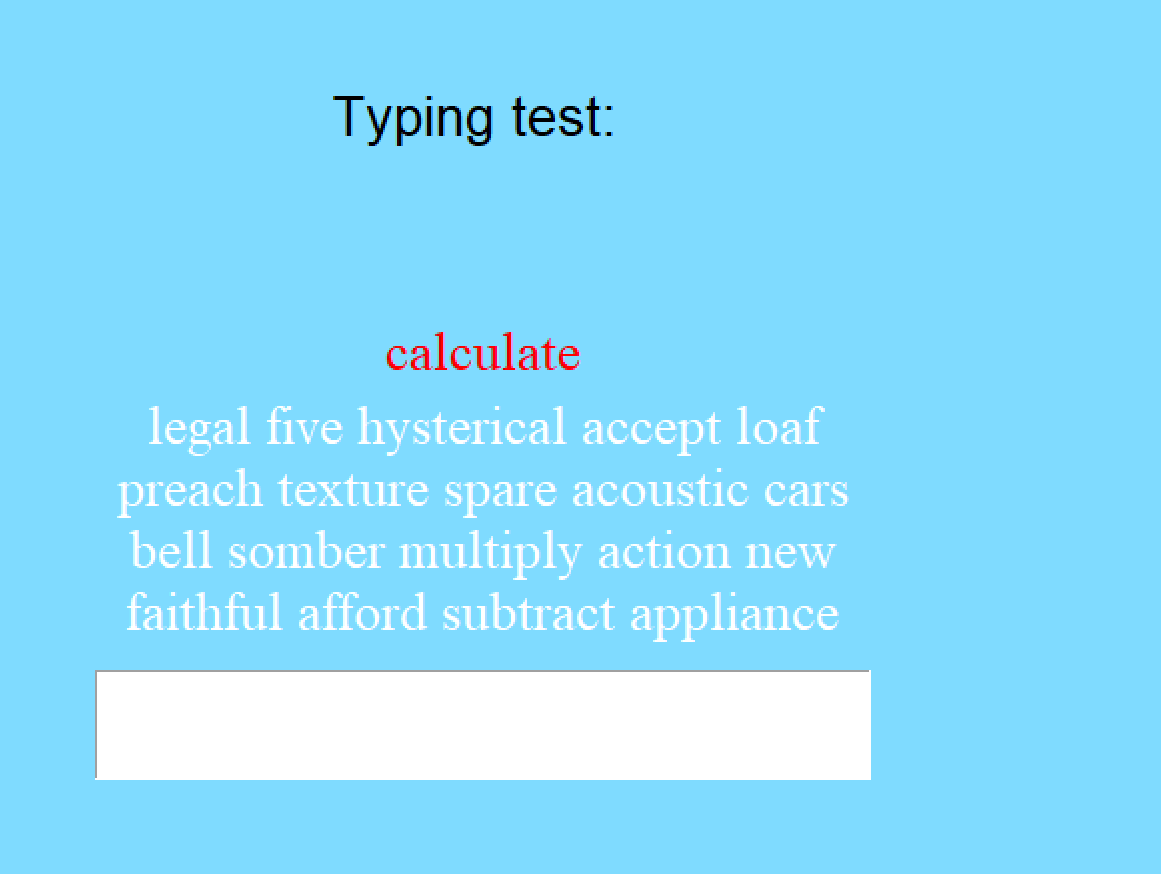 Typing test:
calculate
legal five hysterical accept loaf
preach texture spare acoustic cars
bell somber multiply action new
faithful afford subtract appliance